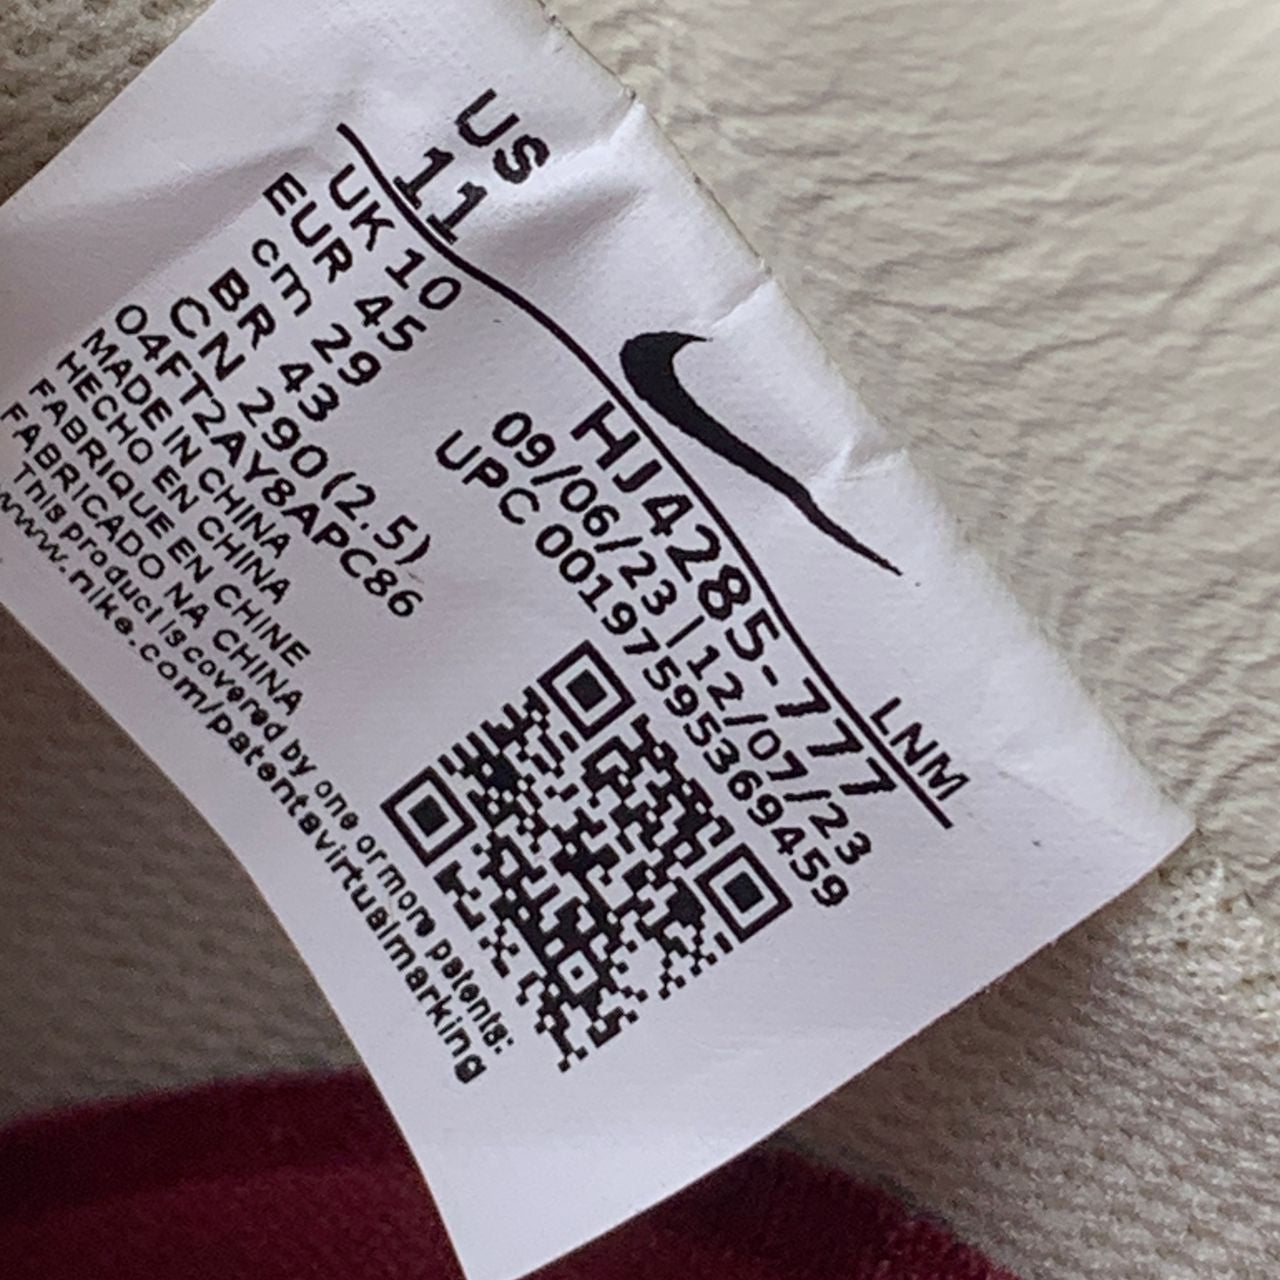 US
11
UK 10
EUR 45
cm 29
BR 43
CN 290 (2.5)
04FT2AY8APC86
MADE IN CHINA
HECHO EN CHINA
FABRIQUE EN CHINE
FABRICADO NA CHINA
This product is covered by one or more patents:
www.nike.com/patentsvirtualmarking
LNM
HJ4285-777
09/06/23 | 12/07/23
UPC 00197595369459